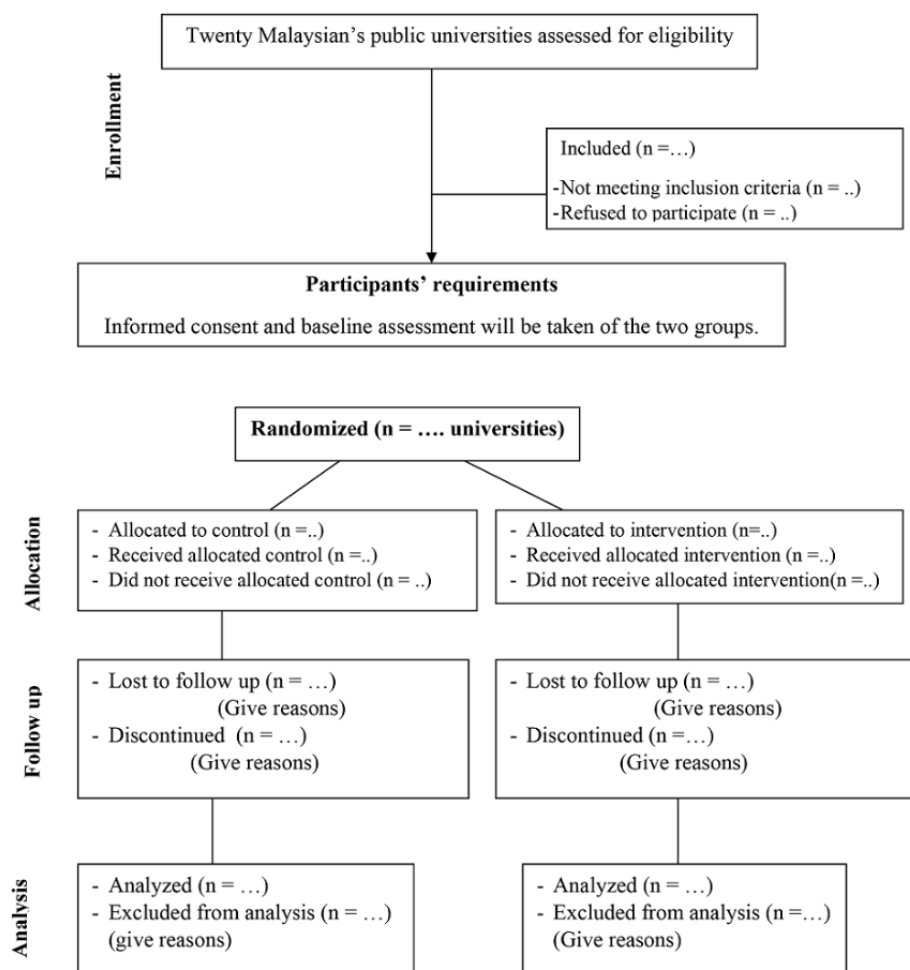 Twenty Malaysian's public universities assessed for eligibility
Enrollment
Included (n =…)
-Not meeting inclusion criteria (n = ..)
-Refused to participate (n = ..)
Participants' requirements
Informed consent and baseline assessment will be taken of the two groups.
Randomized (n = …. universities)
Allocation
- Allocated to control (n =..)
- Received allocated control (n =..)
- Did not receive allocated control (n = ..)
- Allocated to intervention (n=..)
- Received allocated intervention (n =..)
- Did not receive allocated intervention(n =..)
Follow up
- Lost to follow up (n = …)
(Give reasons)
- Discontinued (n = …)
(Give reasons)
- Lost to follow up (n = …)
(Give reasons)
- Discontinued (n =…)
(Give reasons)
Analysis
- Analyzed (n = …)
- Excluded from analysis (n = …)
(give reasons)
- Analyzed (n = …)
- Excluded from analysis (n =…)
(Give reasons)